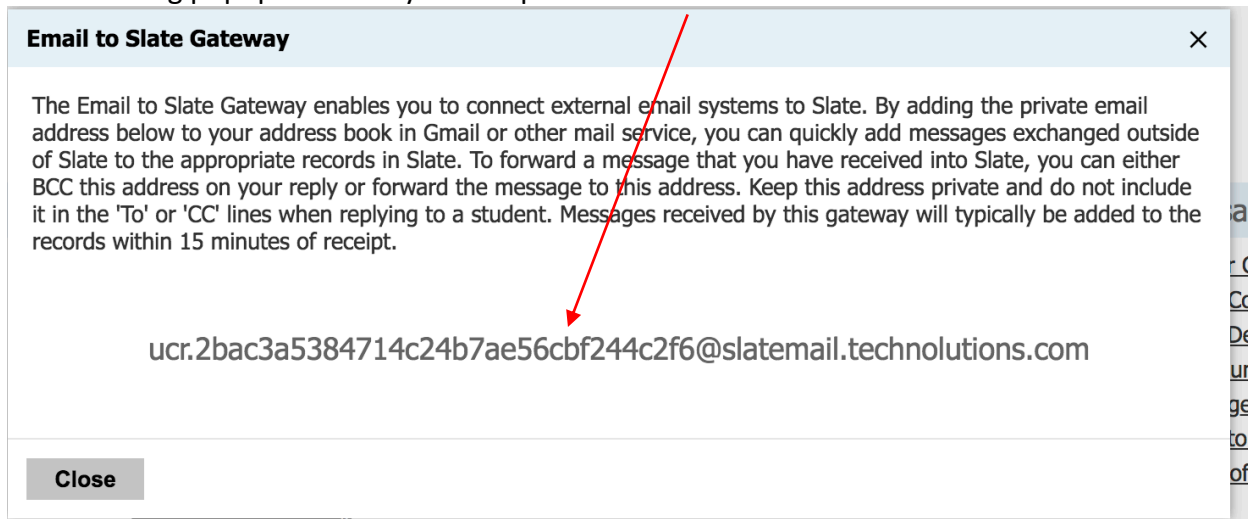 Email to Slate Gateway
The Email to Slate Gateway enables you to connect external email systems to Slate. By adding the private email
address below to your address book in Gmail or other mail service, you can quickly add messages exchanged outside
of Slate to the appropriate records in Slate. To forward a message that you have received into Slate, you can either
BCC this address on your reply or forward the message to this address. Keep this address private and do not include
it in the 'To' or 'CC' lines when replying to a student. Messages received by this gateway will typically be added to the
records within 15 minutes of receipt.
ucr.2bac3a5384714c24b7ae56cbf244c2f6@slatemail.technolutions.com
Close